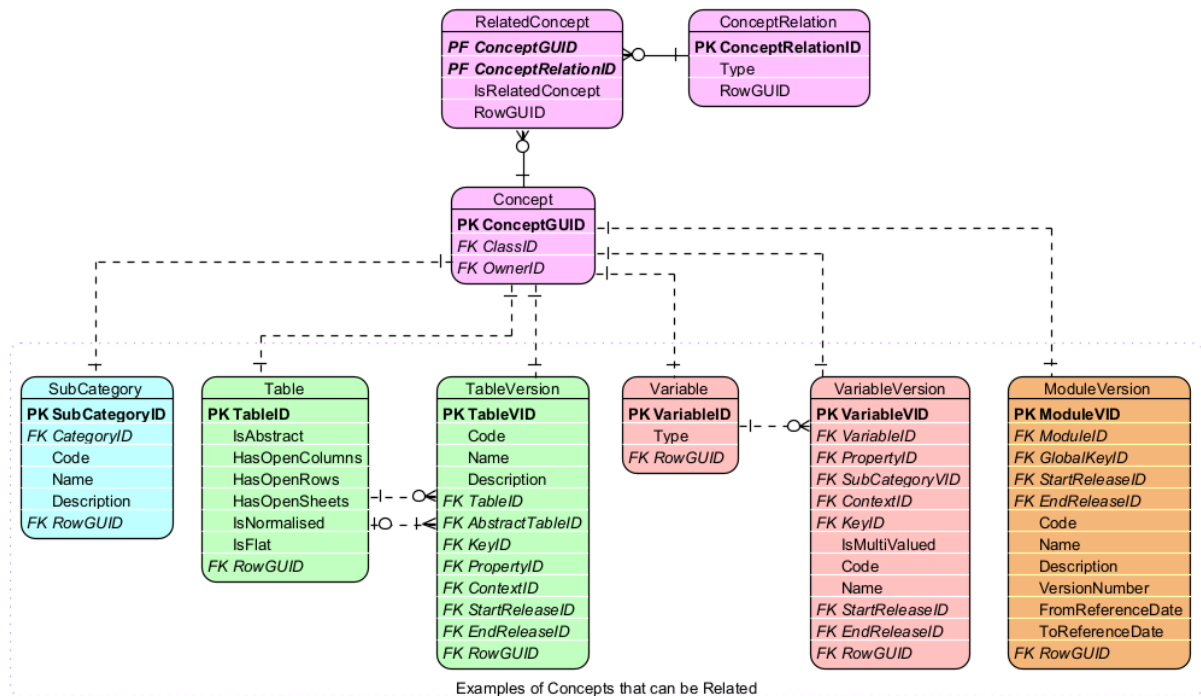 RelatedConcept
PF ConceptGUID
PF ConceptRelationID
IsRelatedConcept
RowGUID
ConceptRelation
PK ConceptRelationID
Type
RowGUID
Concept
PK ConceptGUID
FK ClassID
FK OwnerID
SubCategory
PK SubCategoryID
FK CategoryID
Code
Name
Description
FK RowGUID
Table
PK TableID
IsAbstract
HasOpenColumns
HasOpenRows
HasOpenSheets
IsNormalised
IsFlat
FK RowGUID
TableVersion
PK TableVID
Code
Name
Description
FK TableID
FK AbstractTableID
FK KeyID
FK PropertyID
FK ContextID
FK StartReleaseID
FK EndReleaseID
FK RowGUID
Variable
PK VariableID
Type
FK RowGUID
VariableVersion
PK VariableVID
FK VariableID
FK PropertyID
FK SubCategoryVID
FK ContextID
FK KeyID
IsMultiValued
Code
Name
FK StartReleaseID
FK EndReleaseID
FK RowGUID
ModuleVersion
PK ModuleVID
FK ModuleID
FK GlobalKeyID
FK StartReleaseID
FK EndReleaseID
Code
Name
Description
VersionNumber
FromReferenceDate
ToReferenceDate
FK RowGUID
Examples of Concepts that can be Related